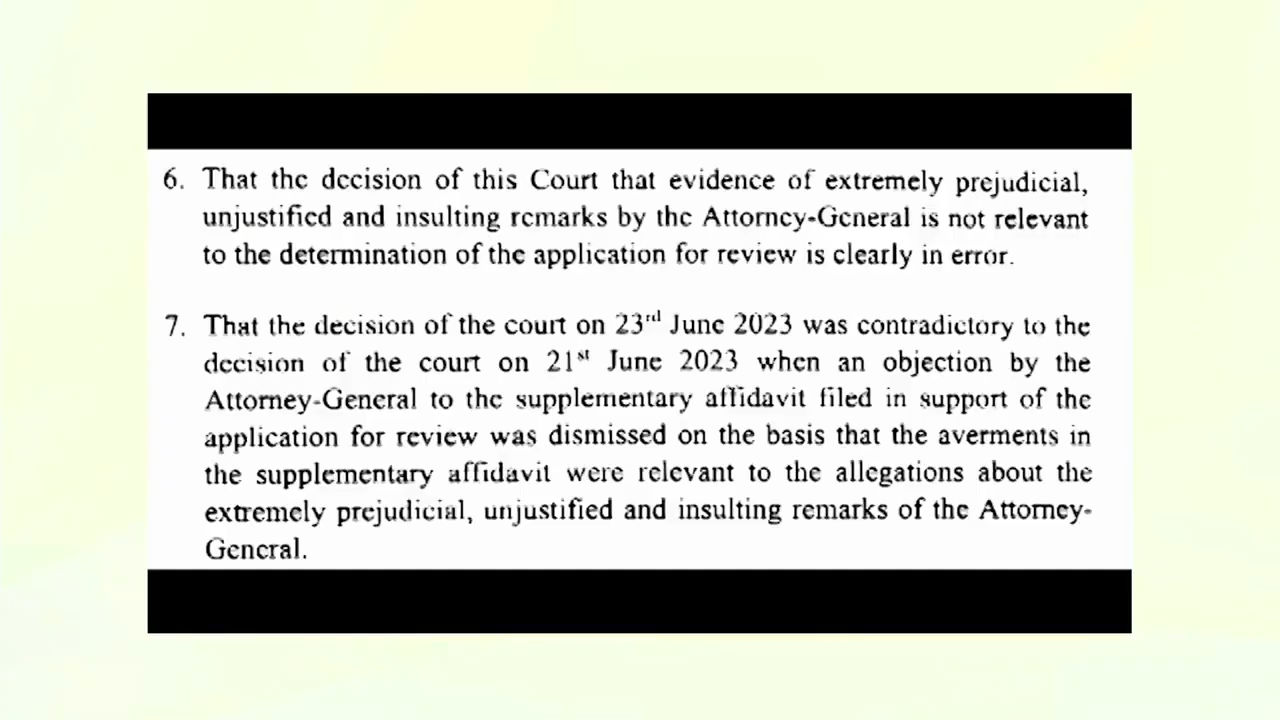 6. That the decision of this Court that evidence of extremely prejudicial,
unjustified and insulting remarks by the Attorney-General is not relevant
to the determination of the application for review is clearly in error.
7. That the decision of the court on 23rd June 2023 was contradictory to the
decision of the court on 21st June 2023 when an objection by the
Attorney-General to the supplementary affidavit filed in support of the
application for review was dismissed on the basis that the averments in
the supplementary affidavit were relevant to the allegations about the
extremely prejudicial, unjustified and insulting remarks of the Attorney-
General.